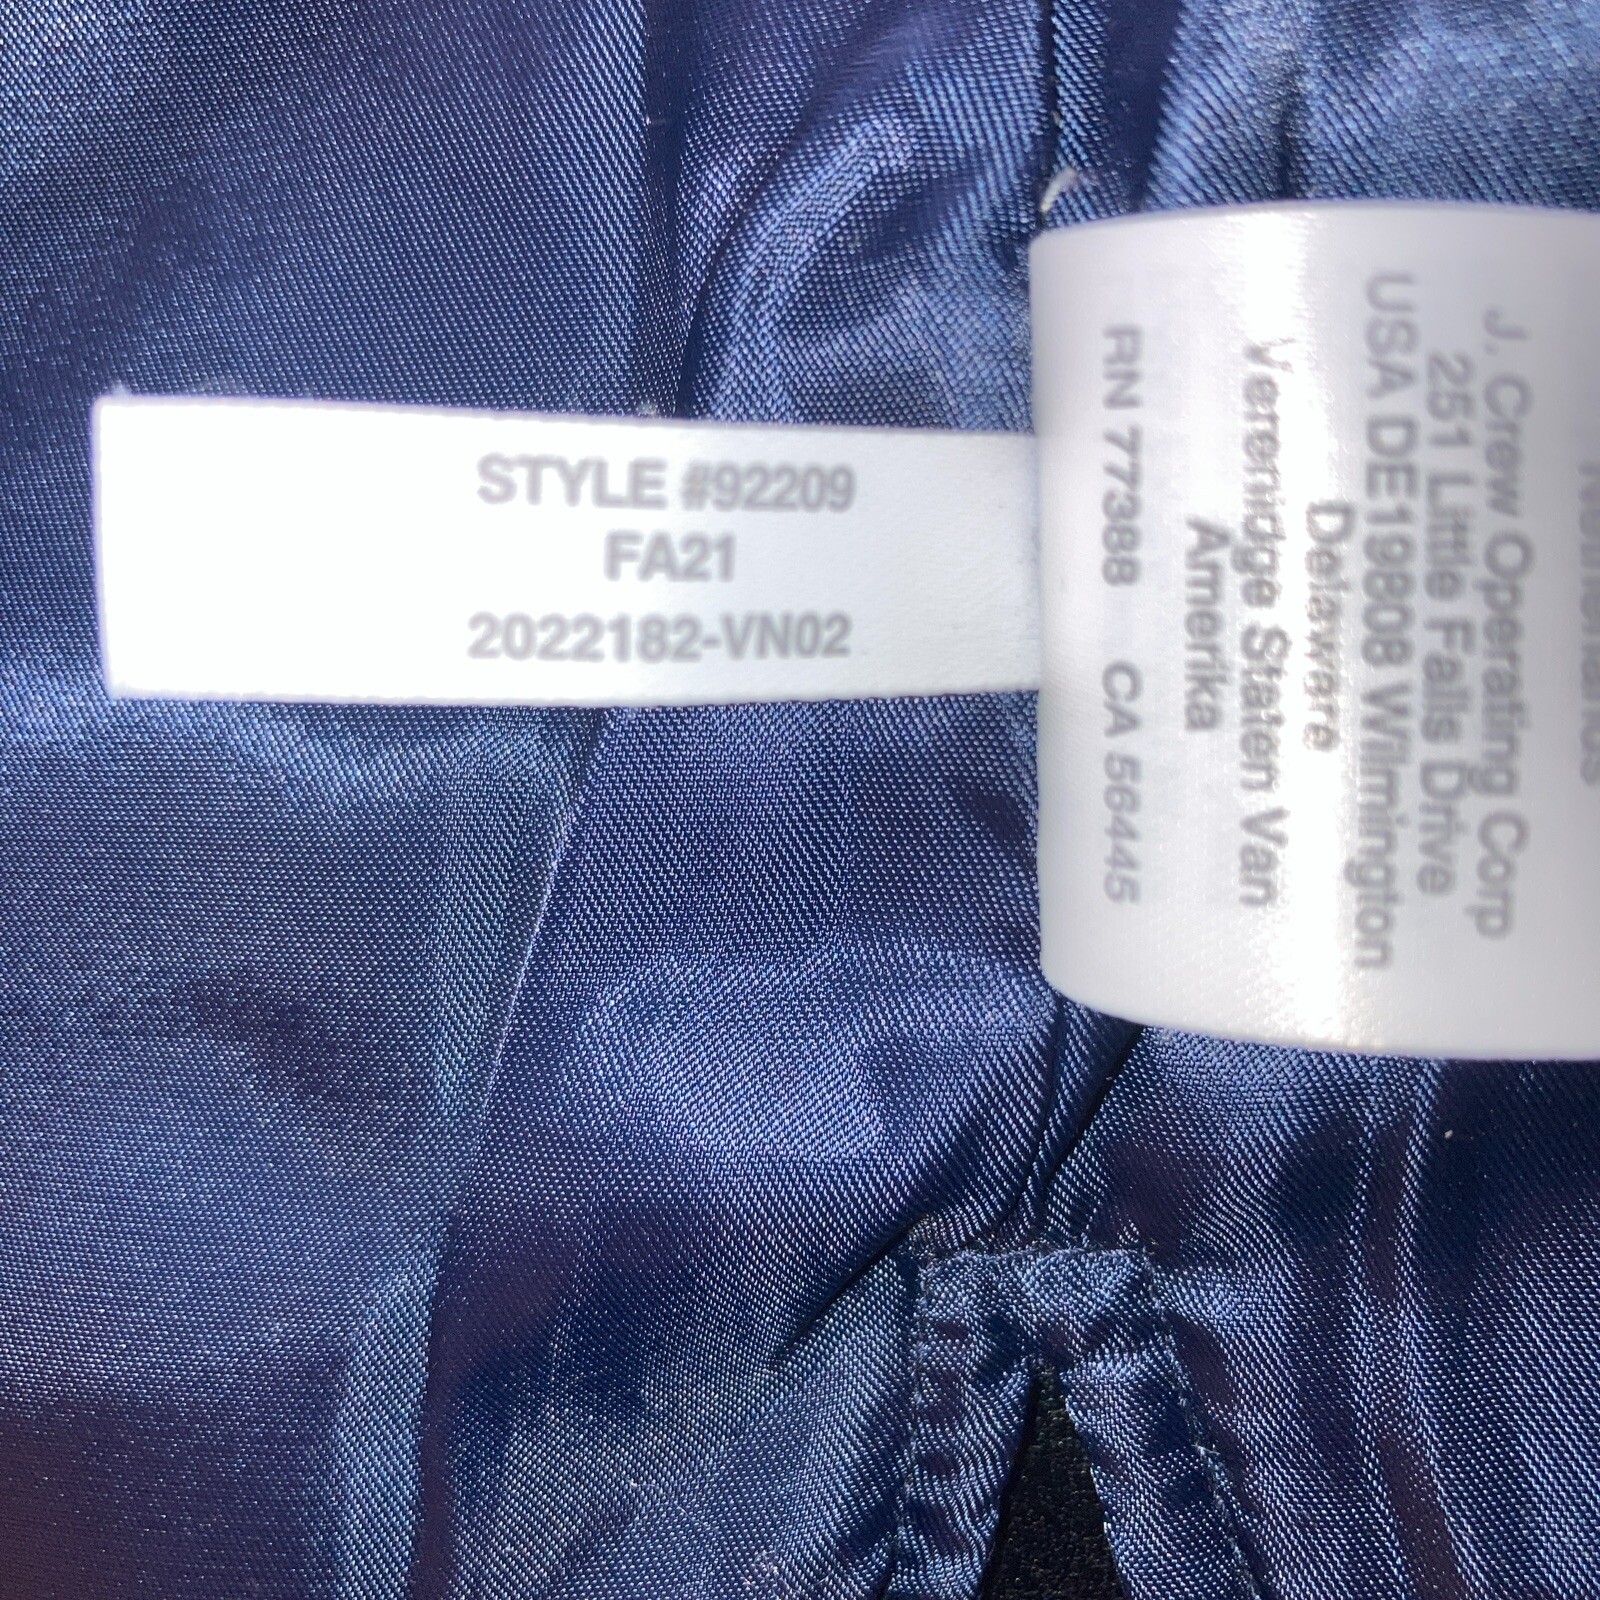 STYLE #92209
FA21
2022182-VN02
J. Crew Operating Corp
251 Little Falls Drive
USA DE19808 Wilmington
Delaware
Verenidge Staten Van
Amerika
RN 77388 CA 56445